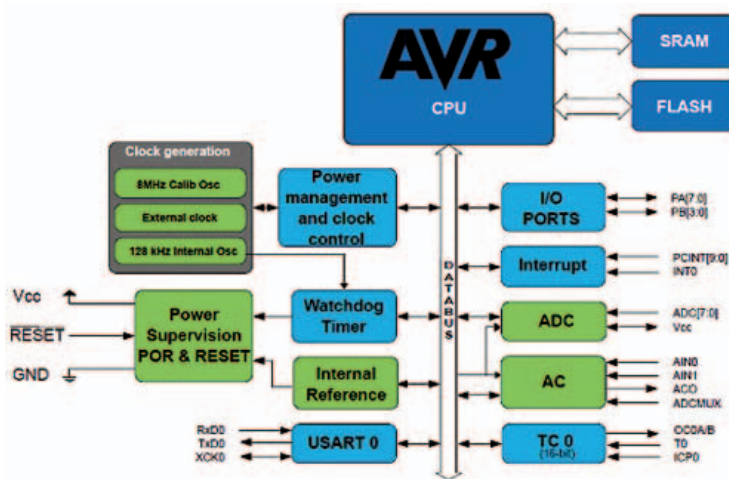 AVR
CPU
SRAM
FLASH
Clock generation
8MHz Calib Osc
External clock
128 kHz Internal Osc
Power
management
and clock
control
I/O
PORTS
PA[7:0]
PB[3:0]
Interrupt
PCINT[9:0]
INT0
DATABUS
Vcc
RESET
GND
Power
Supervision
POR & RESET
Watchdog
Timer
ADC
ADC[7:0]
Vcc
Internal
Reference
AC
AIN0
AIN1
ACO
ADCMUX
RxD0
TxD0
XCK0
USART 0
TC 0
(16-bit)
OC0A/B
T0
ICP0